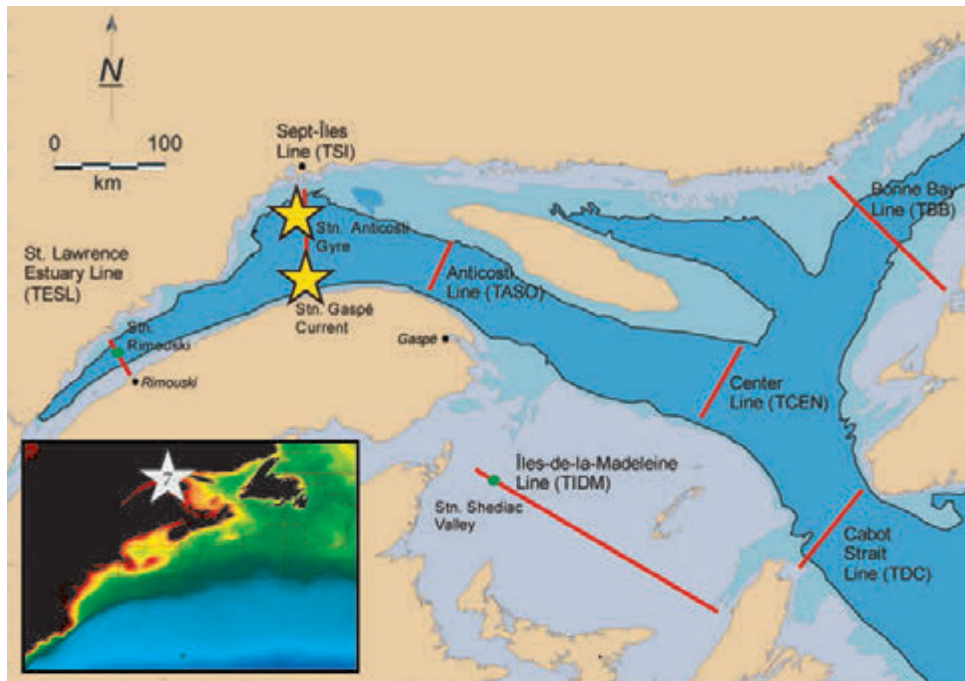 N
0 100
km
Sept-Îles
Line (TSI)
Bonne Bay
Line (TBB)
Stn. Anticosti
Gyre
St. Lawrence
Estuary Line
(TESL)
Anticosti
Line (TASO)
Stn. Gaspé
Current
Stn.
Rimouski
Gaspé
Rimouski
Center
Line (TCEN)
7
Îles-de-la-Madeleine
Line (TIDM)
Stn. Shediac
Valley
Cabot
Strait
Line (TDC)